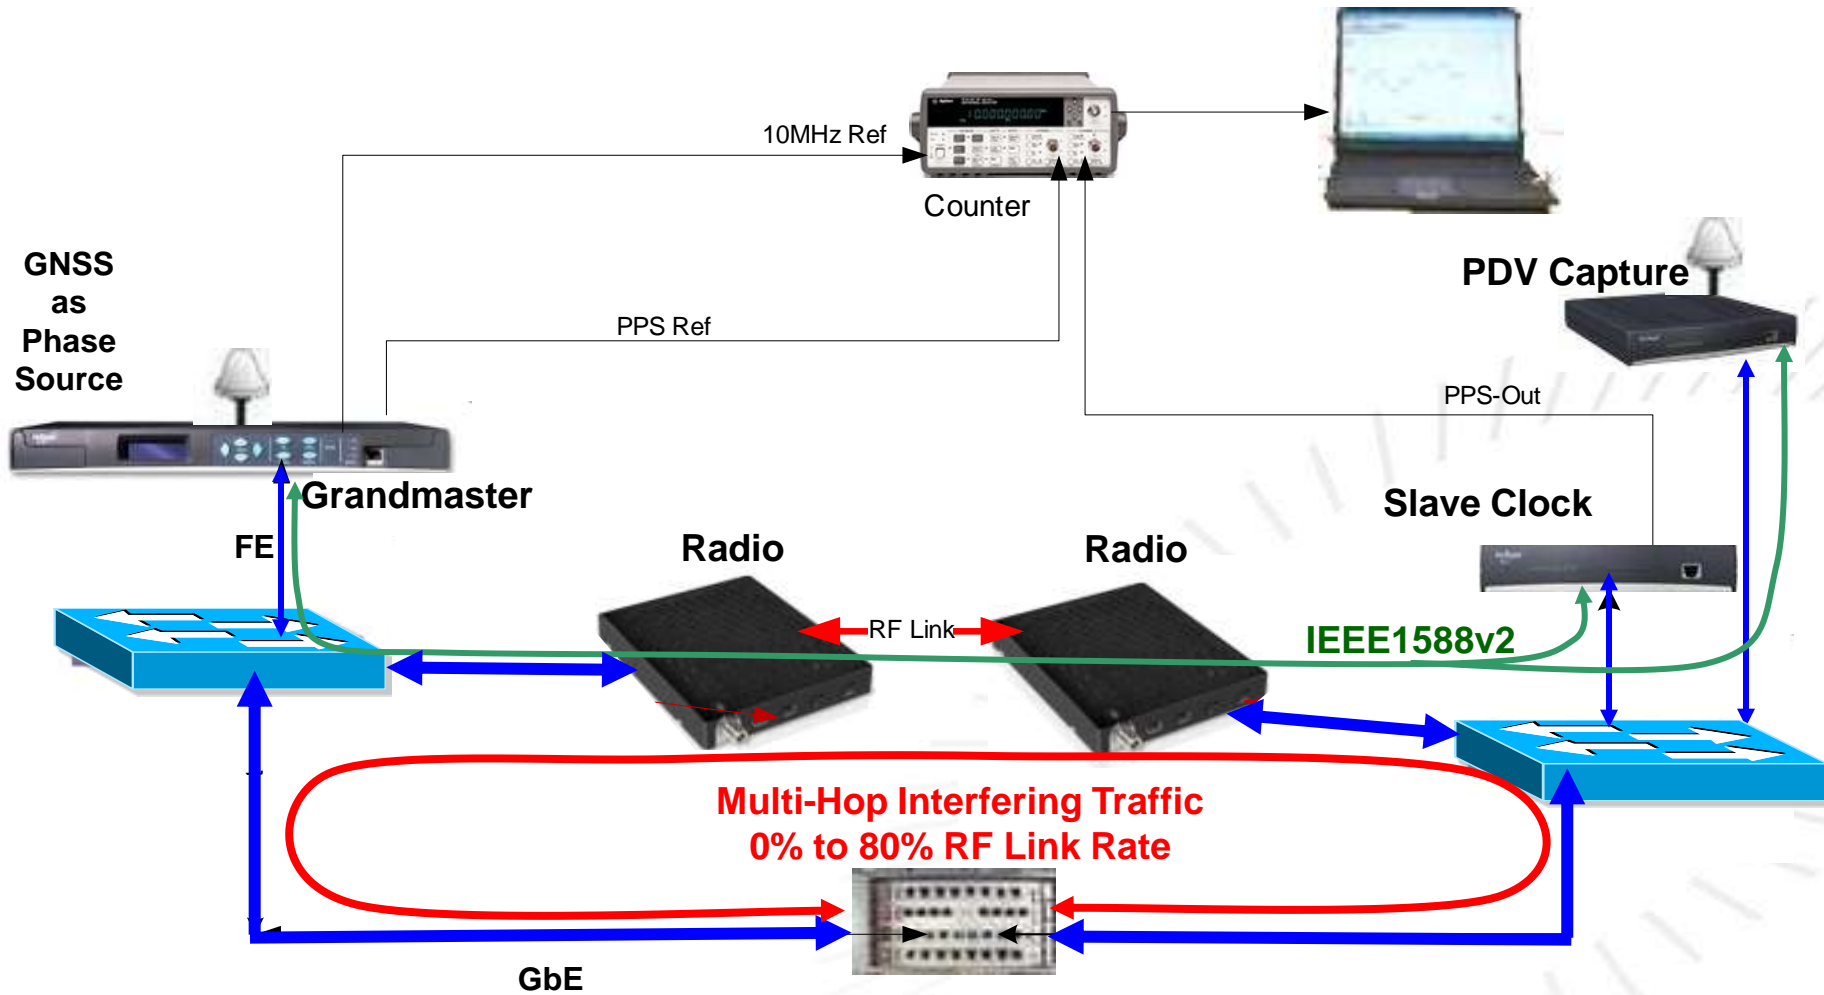 10MHz Ref
Counter
GNSS
as
Phase
Source
PDV Capture
PPS Ref
PPS-Out
Grandmaster
Slave Clock
FE
Radio
Radio
RF Link
IEEE1588v2
Multi-Hop Interfering Traffic
0% to 80% RF Link Rate
GbE